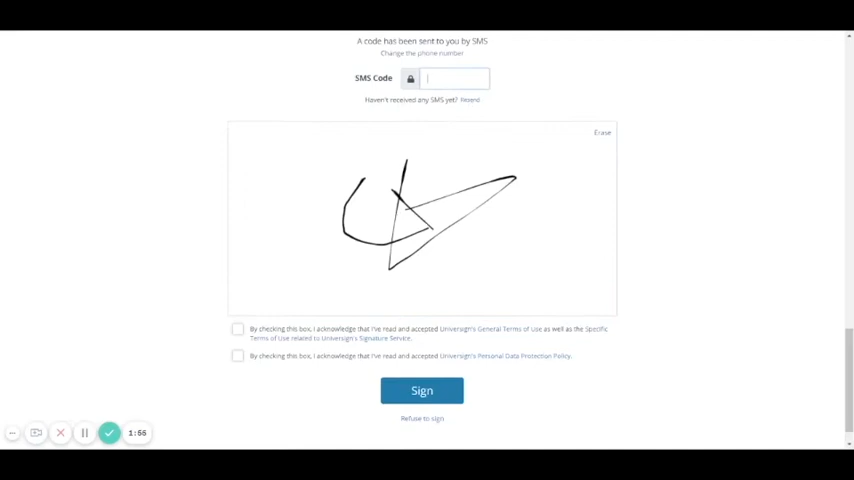 A code has been sent to you by SMS
Change the phone number
SMS Code
Haven't received any SMS yet? Resend
Erase
By checking this box, I acknowledge that I've read and accepted Universign's General Terms of Use as well as the Specific
Terms of Use related to Universign's Signature Service.
By checking this box, I acknowledge that I've read and accepted Universign's Personal Data Protection Policy.
Sign
Refuse to sign
1:56